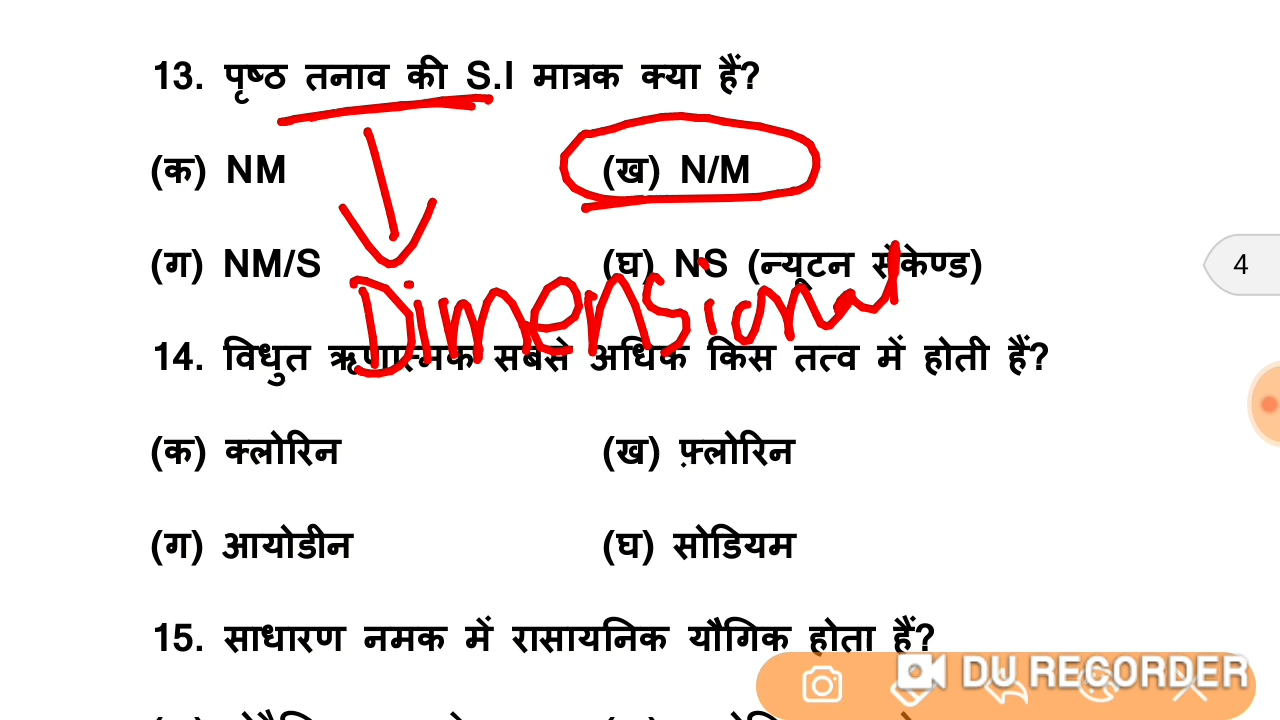 13. पृष्ठ तनाव की S.I मात्रक क्या हैं?
(क) NM (ख) N/M
(ग) NM/S (घ) NS (न्यूटन सेकेण्ड)
4
Dimensional
14. विधुत ऋणात्मक सबसे अधिक किस तत्व में होती हैं?
(क) क्लोरिन (ख) फ़्लोरिन
(ग) आयोडीन (घ) सोडियम
15. साधारण नमक में रासायनिक यौगिक होता हैं?
DU RECORDER